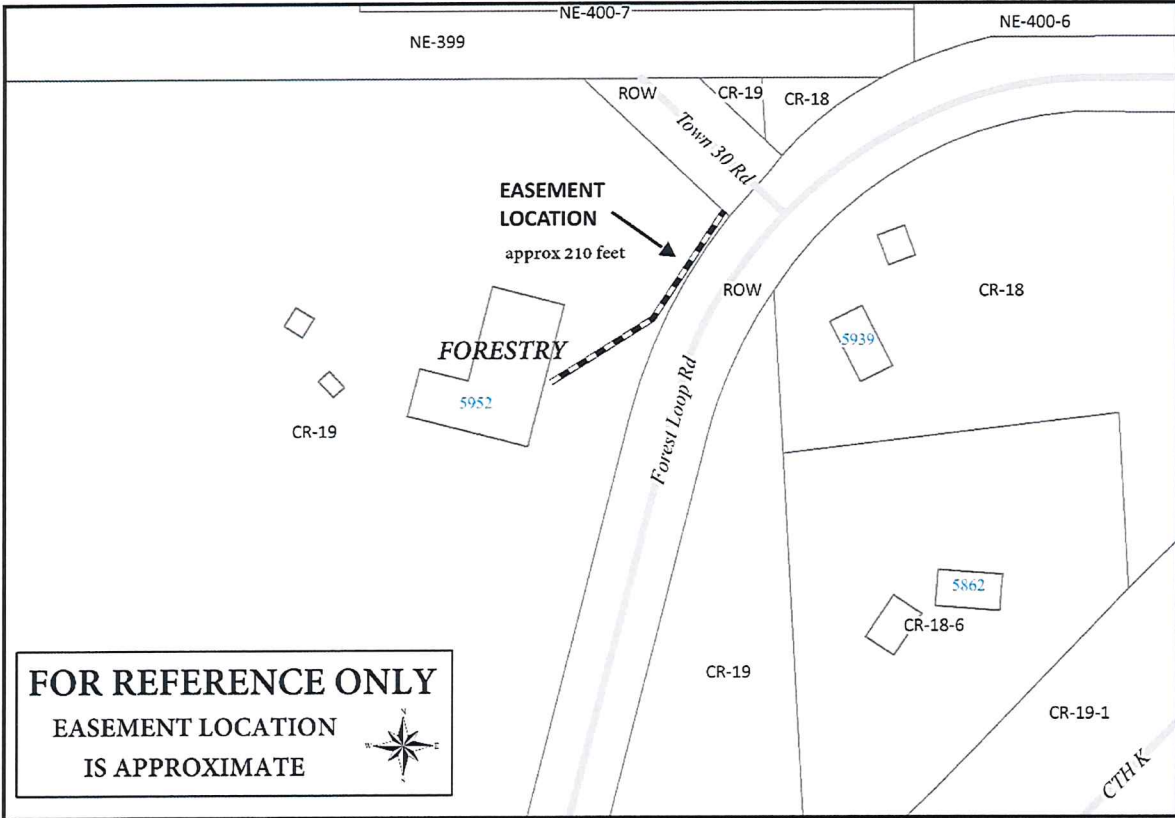 NE-400-7
NE-400-6
NE-399
ROW
CR-19
CR-18
Town 30 Rd
EASEMENT
LOCATION
approx 210 feet
ROW
CR-18
5939
FORESTRY
5952
CR-19
Forest Loop Rd
5862
CR-18-6
CR-19
CR-19-1
CTH K
FOR REFERENCE ONLY
EASEMENT LOCATION
IS APPROXIMATE
N
W
E
S